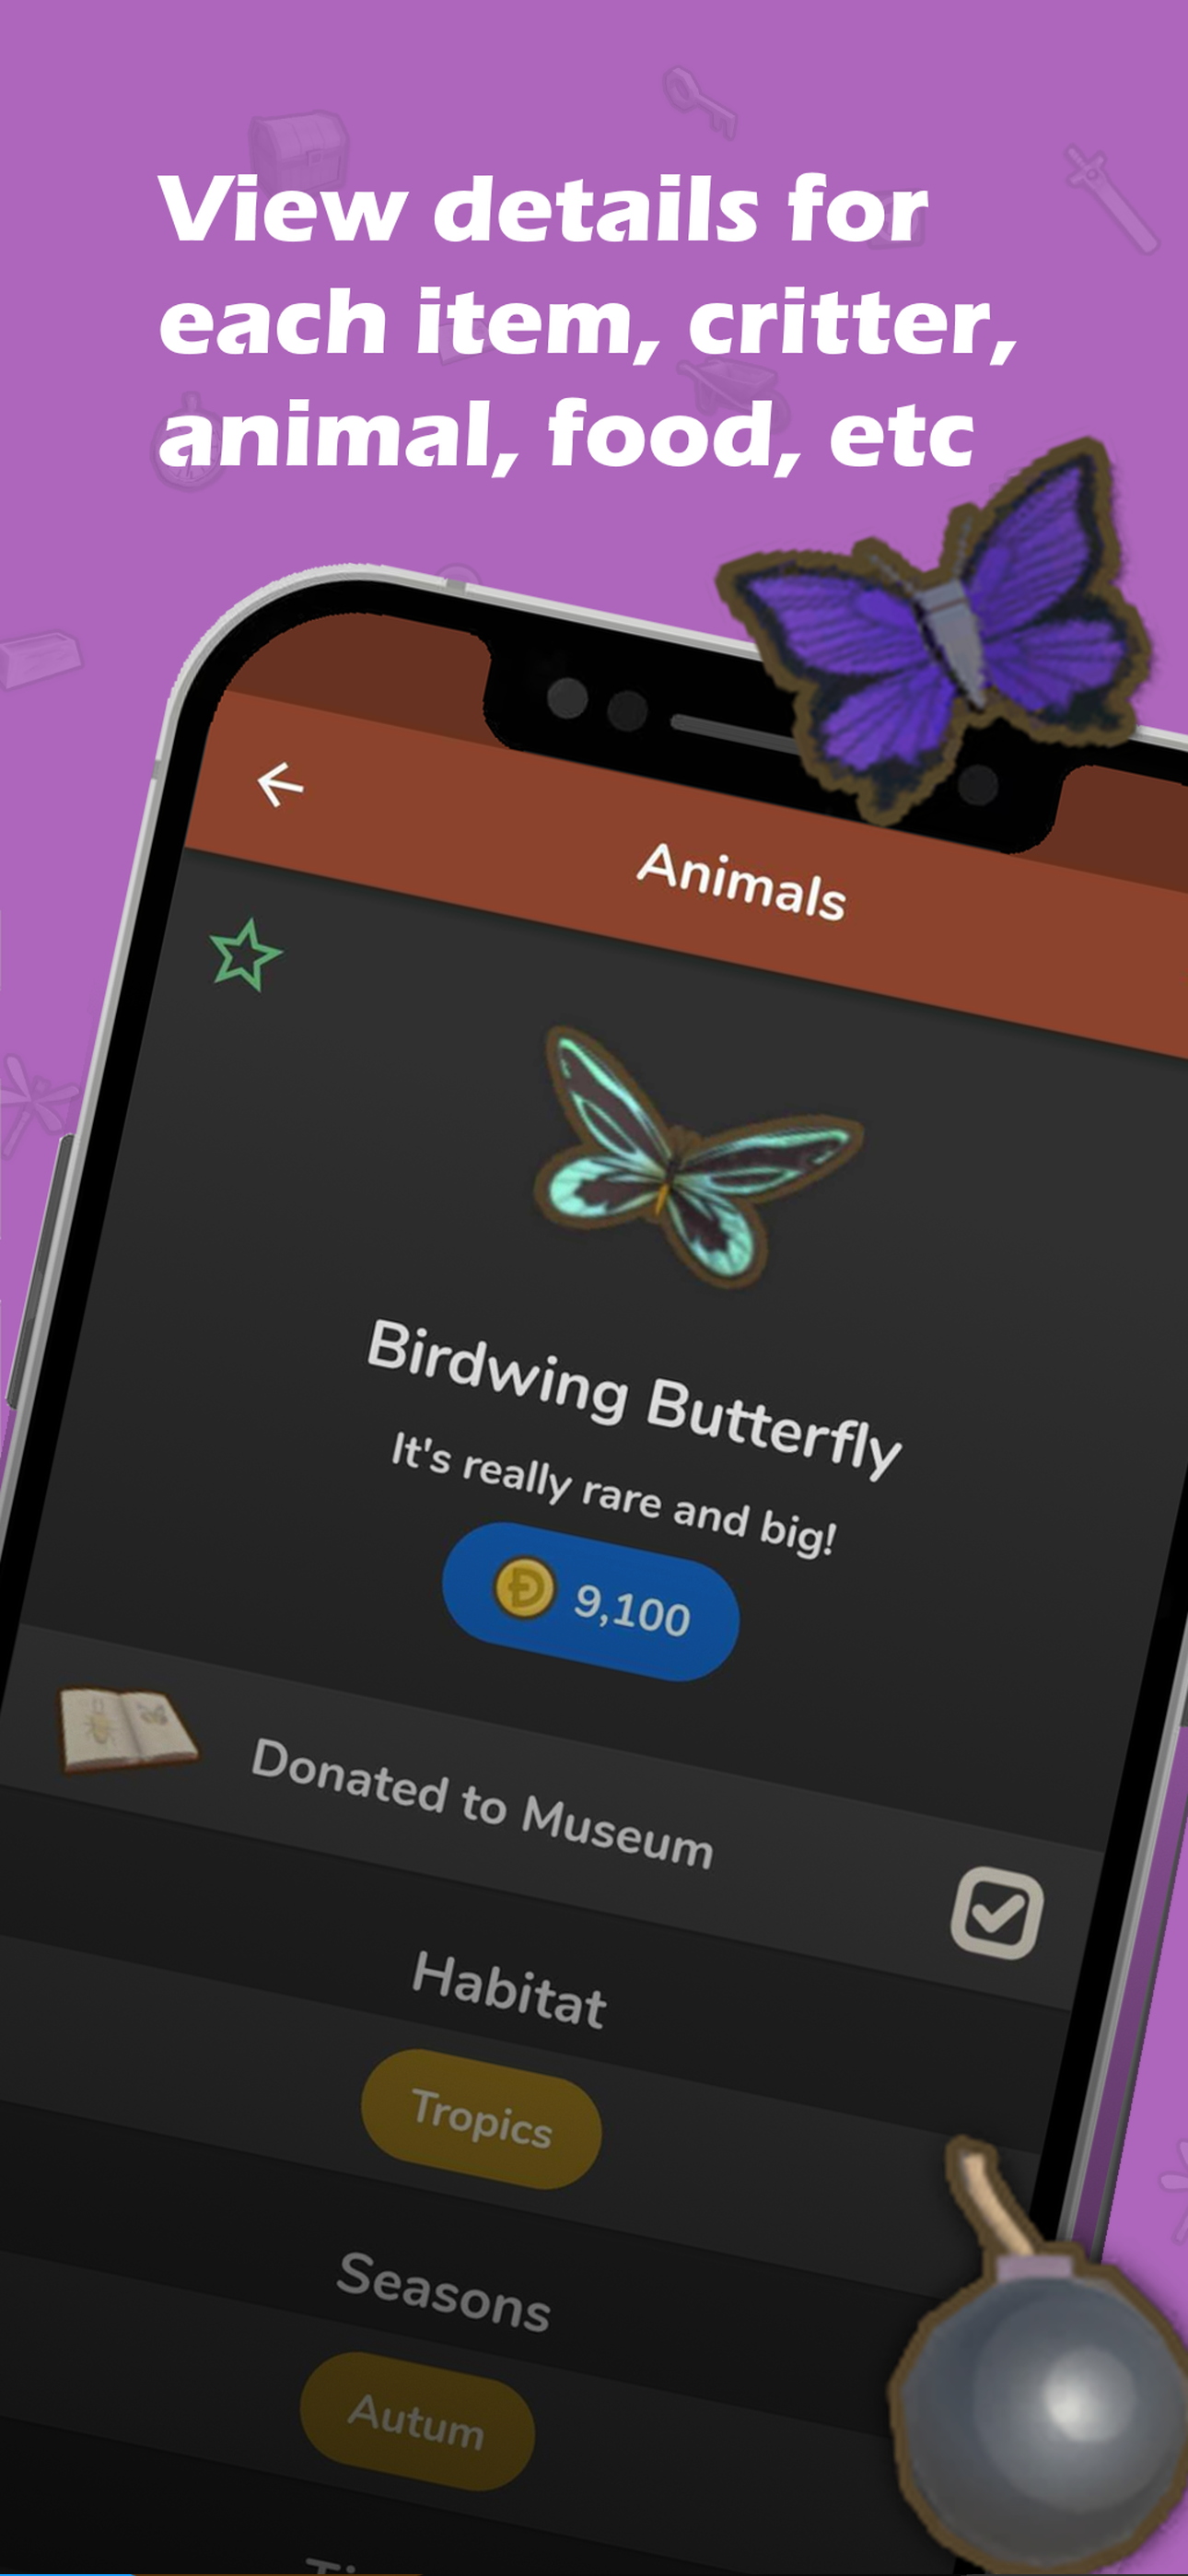 View details for
each item, critter,
animal, food, etc
Animals
Birdwing Butterfly
It's really rare and big!
9,100
Donated to Museum
Habitat
Tropics
Seasons
Autum